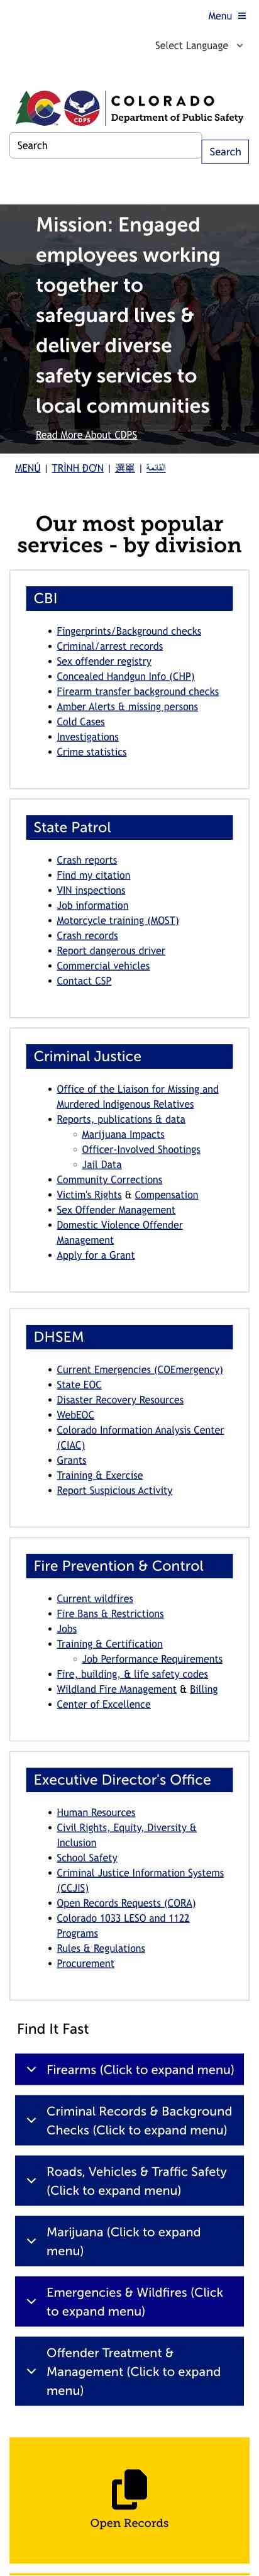 Menu
Select Language
COLORADO
Department of Public Safety
CDPS
Search
Search
Mission: Engaged
employees working
together to
safeguard lives &
deliver diverse
safety services to
local communities
Read More About CDPS
MENÚ | TRÌNH ĐƠN | 選單 | القائمة
Our most popular
services - by division
CBI
Fingerprints/Background checks
Criminal/arrest records
Sex offender registry
Concealed Handgun Info (CHP)
Firearm transfer background checks
Amber Alerts & missing persons
Cold Cases
Investigations
Crime statistics
State Patrol
Crash reports
Find my citation
VIN inspections
Job information
Motorcycle training (MOST)
Crash records
Report dangerous driver
Commercial vehicles
Contact CSP
Criminal Justice
Office of the Liaison for Missing and
Murdered Indigenous Relatives
Reports, publications & data
Marijuana Impacts
Officer-Involved Shootings
Jail Data
Community Corrections
Victim's Rights & Compensation
Sex Offender Management
Domestic Violence Offender
Management
Apply for a Grant
DHSEM
Current Emergencies (COEmergency)
State EOC
Disaster Recovery Resources
WebEOC
Colorado Information Analysis Center
(CIAC)
Grants
Training & Exercise
Report Suspicious Activity
Fire Prevention & Control
Current wildfires
Fire Bans & Restrictions
Jobs
Training & Certification
Job Performance Requirements
Fire, building, & life safety codes
Wildland Fire Management & Billing
Center of Excellence
Executive Director's Office
Human Resources
Civil Rights, Equity, Diversity &
Inclusion
School Safety
Criminal Justice Information Systems
(CCJIS)
Open Records Requests (CORA)
Colorado 1033 LESO and 1122
Programs
Rules & Regulations
Procurement
Find It Fast
Firearms (Click to expand menu)
Criminal Records & Background
Checks (Click to expand menu)
Roads, Vehicles & Traffic Safety
(Click to expand menu)
Marijuana (Click to expand
menu)
Emergencies & Wildfires (Click
to expand menu)
Offender Treatment &
Management (Click to expand
menu)
Open Records